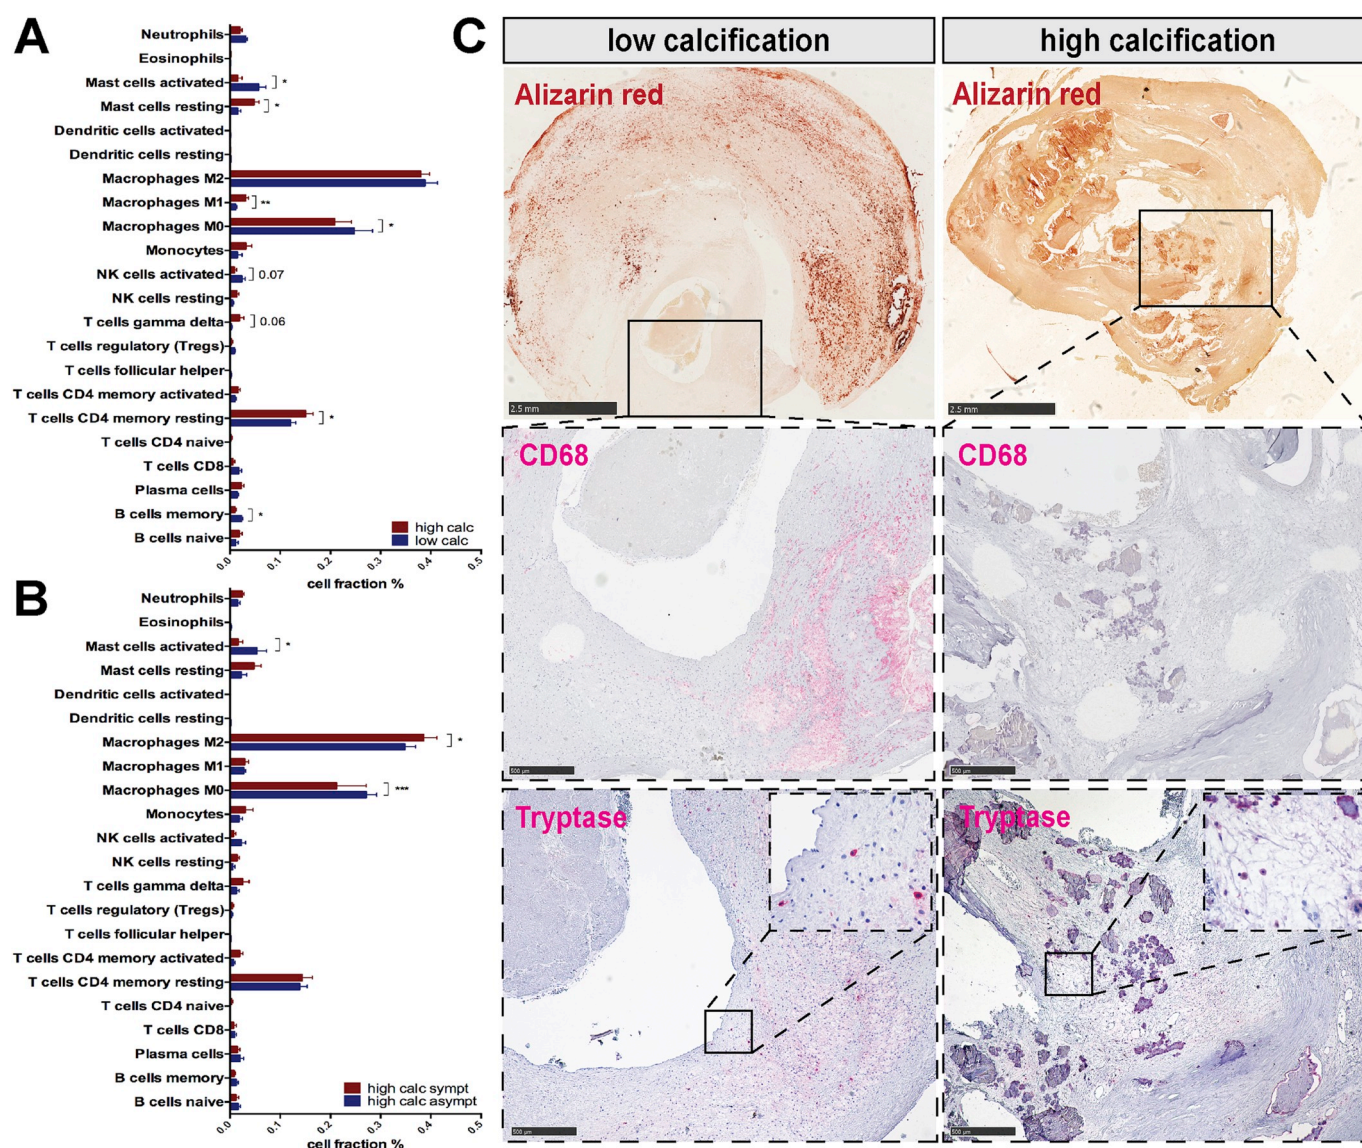 A
Neutrophils
Eosinophils
Mast cells activated *
Mast cells resting *
Dendritic cells activated
Dendritic cells resting
Macrophages M2
Macrophages M1 **
Macrophages M0 *
Monocytes
NK cells activated 0.07
NK cells resting
T cells gamma delta 0.06
T cells regulatory (Tregs)
T cells follicular helper
T cells CD4 memory activated
T cells CD4 memory resting *
T cells CD4 naive
T cells CD8
Plasma cells
B cells memory *
B cells naive
high calc
low calc
0.0 0.1 0.2 0.3 0.4 0.5
cell fraction %
B
Neutrophils
Eosinophils
Mast cells activated *
Mast cells resting
Dendritic cells activated
Dendritic cells resting
Macrophages M2 *
Macrophages M1
Macrophages M0 ***
Monocytes
NK cells activated
NK cells resting
T cells gamma delta
T cells regulatory (Tregs)
T cells follicular helper
T cells CD4 memory activated
T cells CD4 memory resting
T cells CD4 naive
T cells CD8
Plasma cells
B cells memory
B cells naive
high calc sympt
high calc asympt
0.0 0.1 0.2 0.3 0.4 0.5
cell fraction %
C
low calcification
high calcification
Alizarin red
2.5 mm
Alizarin red
2.5 mm
CD68
500 µm
CD68
500 µm
Tryptase
500 µm
Tryptase
500 µm